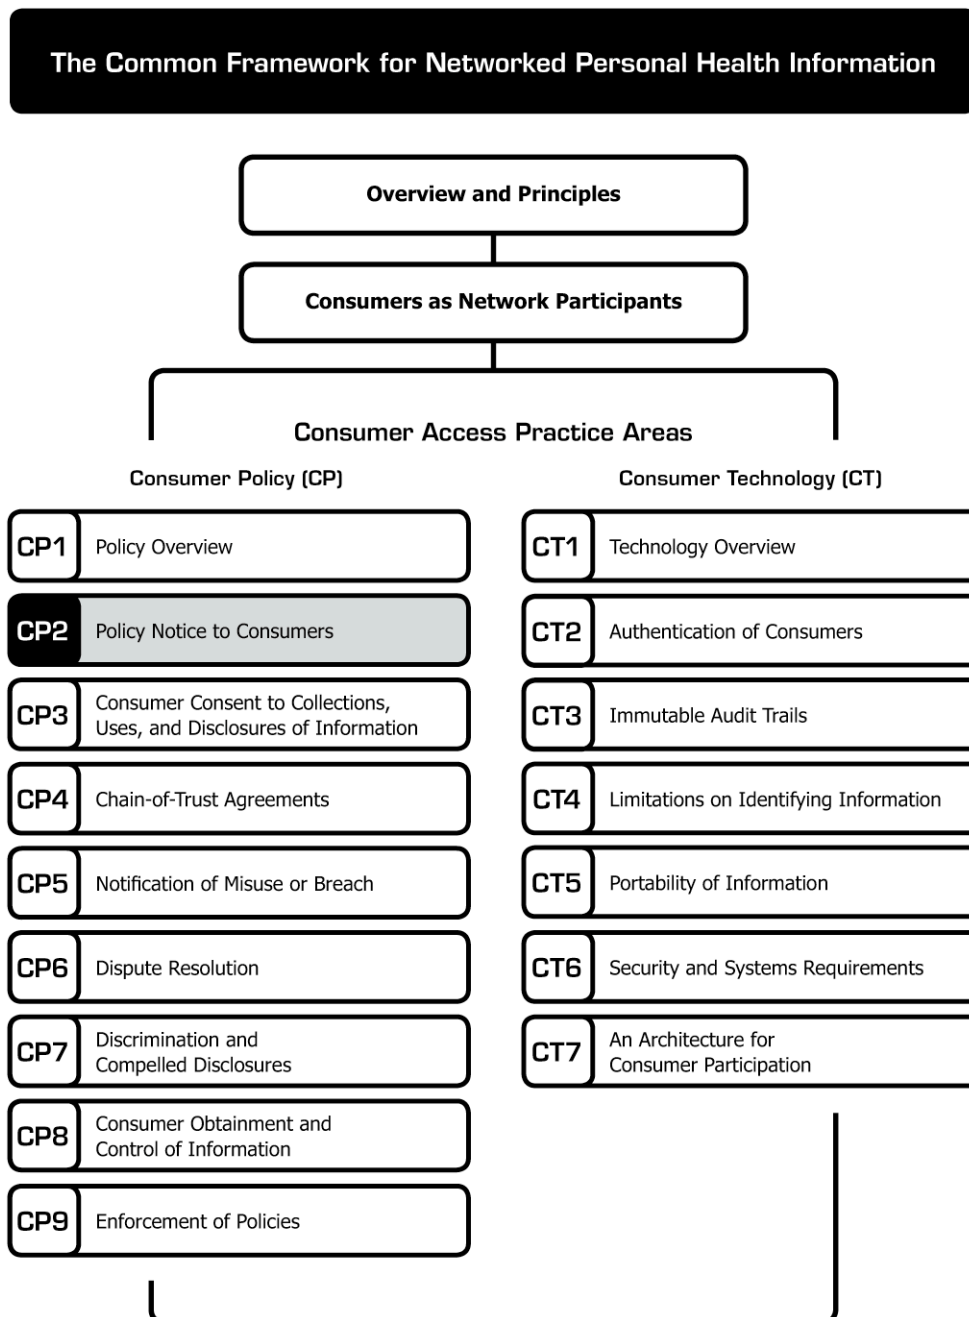 The Common Framework for Networked Personal Health Information
Overview and Principles
Consumers as Network Participants
Consumer Access Practice Areas
Consumer Policy (CP)
CP1 Policy Overview
CP2 Policy Notice to Consumers
CP3 Consumer Consent to Collections,
Uses, and Disclosures of Information
CP4 Chain-of-Trust Agreements
CP5 Notification of Misuse or Breach
CP6 Dispute Resolution
CP7 Discrimination and
Compelled Disclosures
CP8 Consumer Obtainment and
Control of Information
CP9 Enforcement of Policies
Consumer Technology (CT)
CT1 Technology Overview
CT2 Authentication of Consumers
CT3 Immutable Audit Trails
CT4 Limitations on Identifying Information
CT5 Portability of Information
CT6 Security and Systems Requirements
CT7 An Architecture for
Consumer Participation